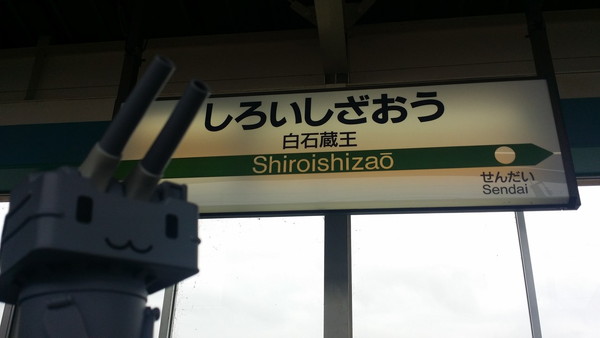 しろいしざおう
白石蔵王
Shiroishizaō
せんだい
Sendai